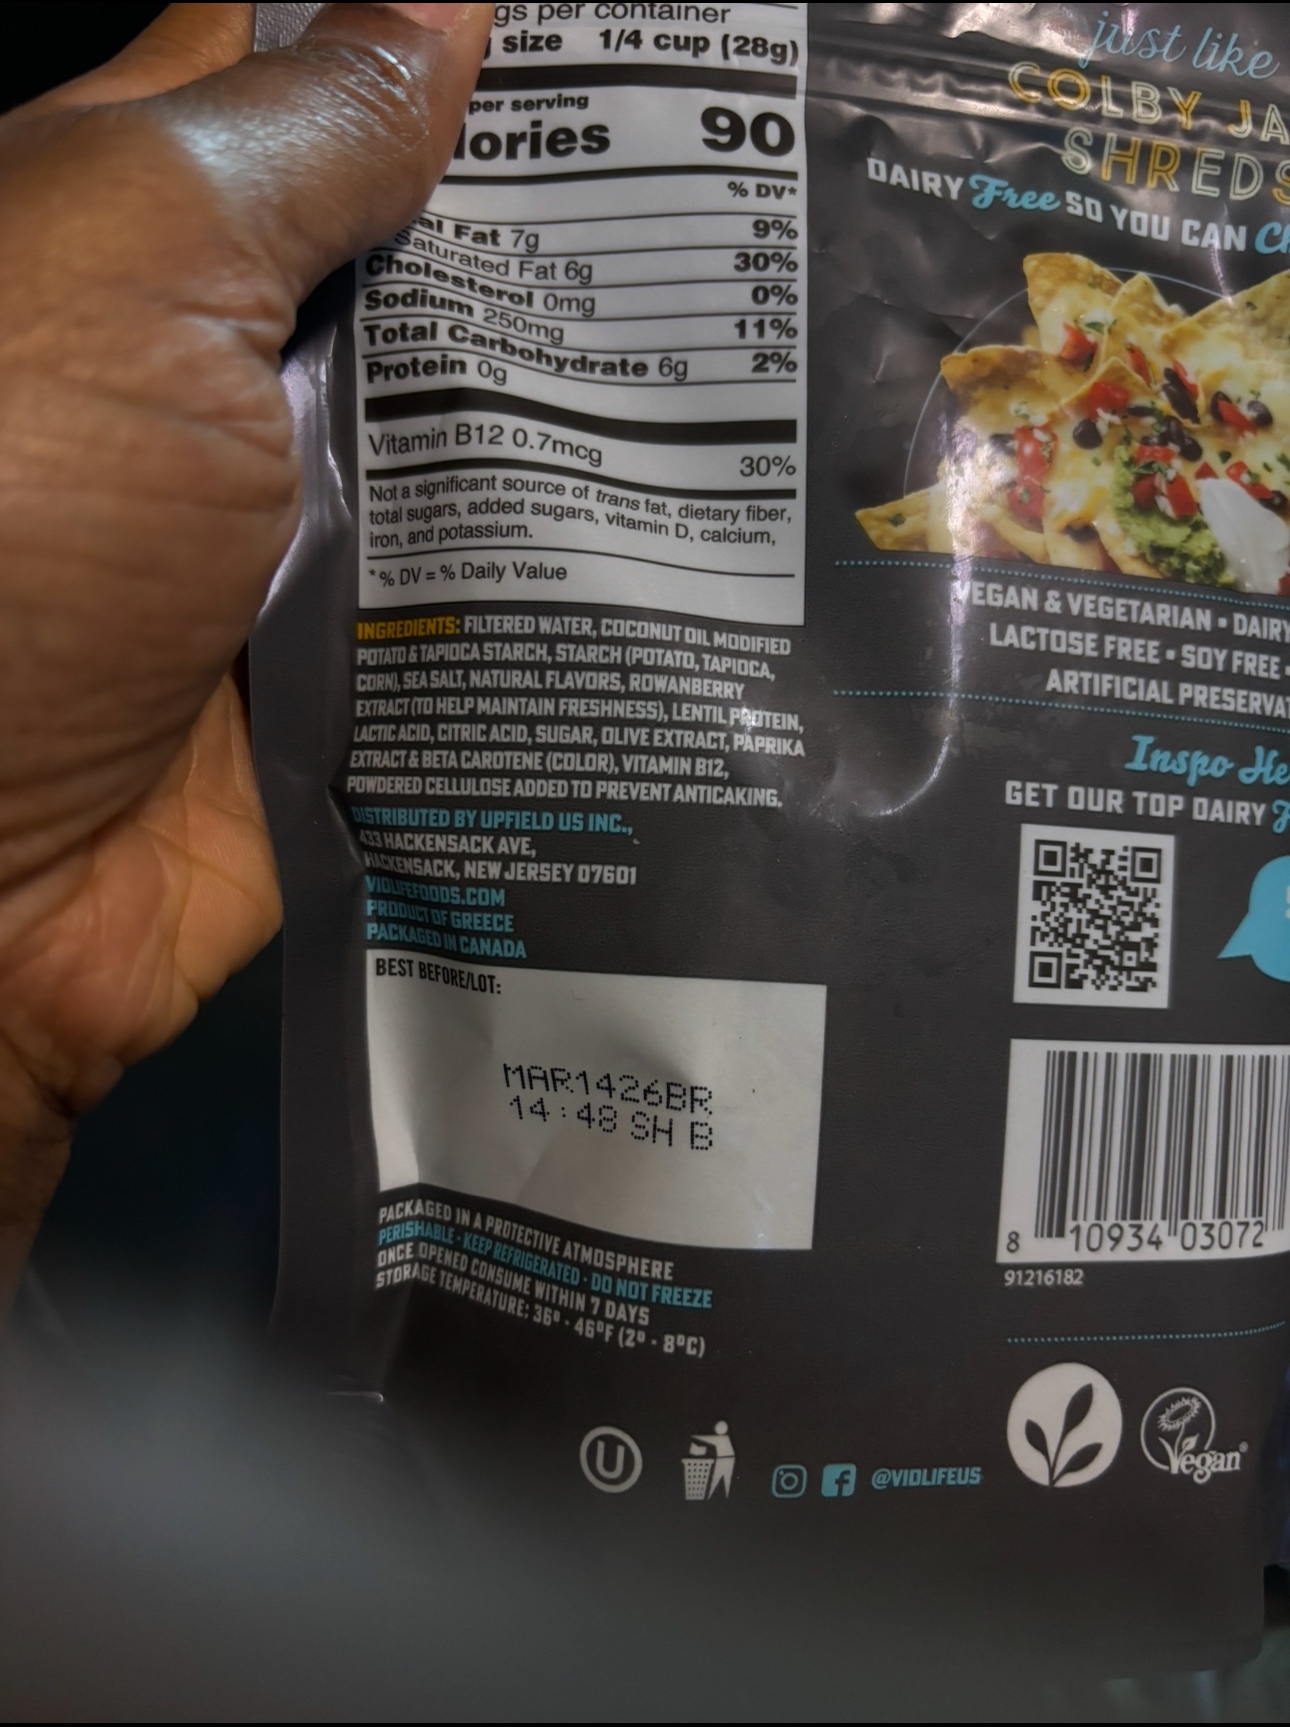 gs per container
size 1/4 cup (28g)
per serving
lories 90
% DV*
al Fat 7g 9%
Saturated Fat 6g 30%
Cholesterol 0mg 0%
Sodium 250mg 11%
Total Carbohydrate 6g 2%
Protein 0g
Vitamin B12 0.7mcg 30%
Not a significant source of trans fat, dietary fiber,
total sugars, added sugars, vitamin D, calcium,
iron, and potassium.
*% DV = % Daily Value
INGREDIENTS: FILTERED WATER, COCONUT OIL MODIFIED
POTATO & TAPIOCA STARCH, STARCH (POTATO, TAPIOCA,
CORN), SEA SALT, NATURAL FLAVORS, ROWANBERRY
EXTRACT (TO HELP MAINTAIN FRESHNESS), LENTIL PROTEIN,
LACTIC ACID, CITRIC ACID, SUGAR, OLIVE EXTRACT, PAPRIKA
EXTRACT & BETA CAROTENE (COLOR), VITAMIN B12,
POWDERED CELLULOSE ADDED TO PREVENT ANTICAKING.
DISTRIBUTED BY UPFIELD US INC.,
433 HACKENSACK AVE,
HACKENSACK, NEW JERSEY 07601
VIOLIFEFOODS.COM
PRODUCT OF GREECE
PACKAGED IN CANADA
BEST BEFORE/LOT:
MAR1426BR
14:48 SH B
PACKAGED IN A PROTECTIVE ATMOSPHERE
PERISHABLE - KEEP REFRIGERATED - DO NOT FREEZE
ONCE OPENED CONSUME WITHIN 7 DAYS
STORAGE TEMPERATURE: 36º - 46ºF (2º - 8ºC)
U
@VIOLIFEUS
just like
COLBY JA
SHREDS
DAIRY Free SO YOU CAN Ch
VEGAN & VEGETARIAN ▪ DAIRY
LACTOSE FREE ▪ SOY FREE ▪
ARTIFICIAL PRESERVAT
Inspo He
GET OUR TOP DAIRY F
8 10934 03072
91216182
Vegan®